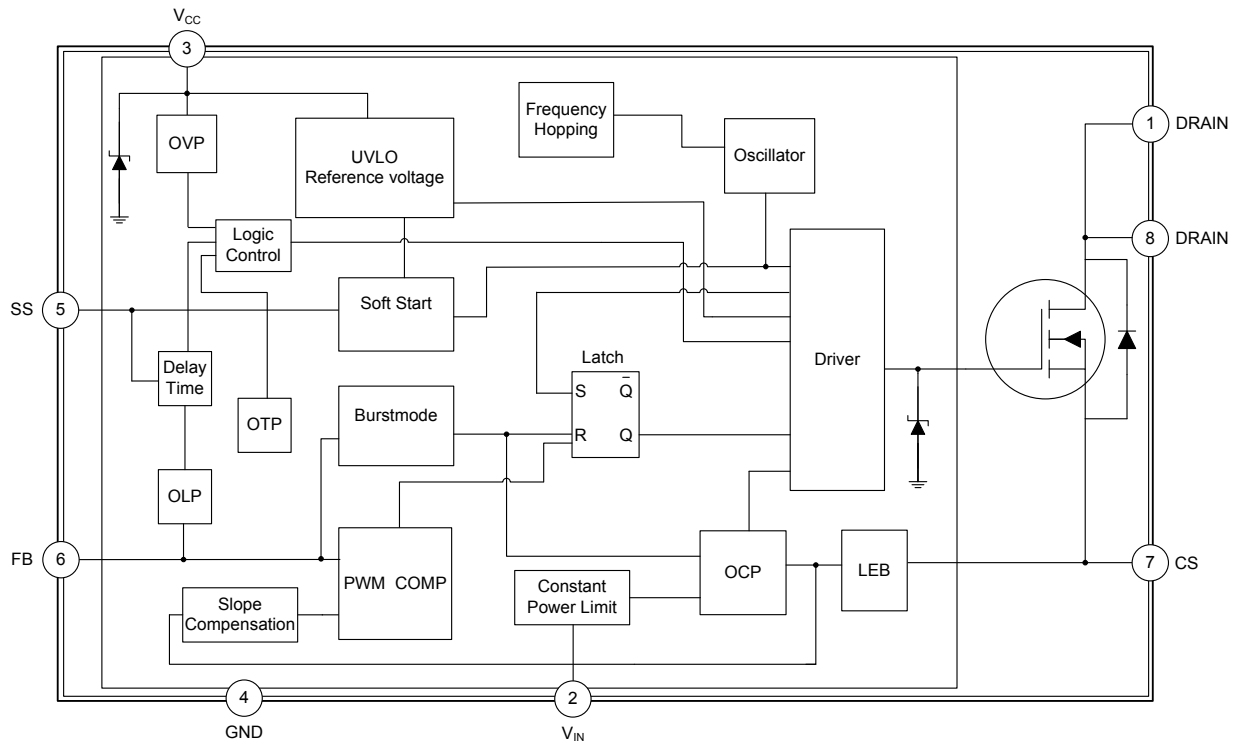 VCC
3
Frequency
Hopping
1
DRAIN
OVP
UVLO
Reference voltage
Oscillator
Logic
Control
8
DRAIN
SS
5
Soft Start
Delay
Time
Latch
Driver
S
Q̅
OTP
Burstmode
R
Q
OLP
FB
6
PWM COMP
OCP
LEB
7
CS
Slope
Compensation
Constant
Power Limit
4
GND
2
VIN